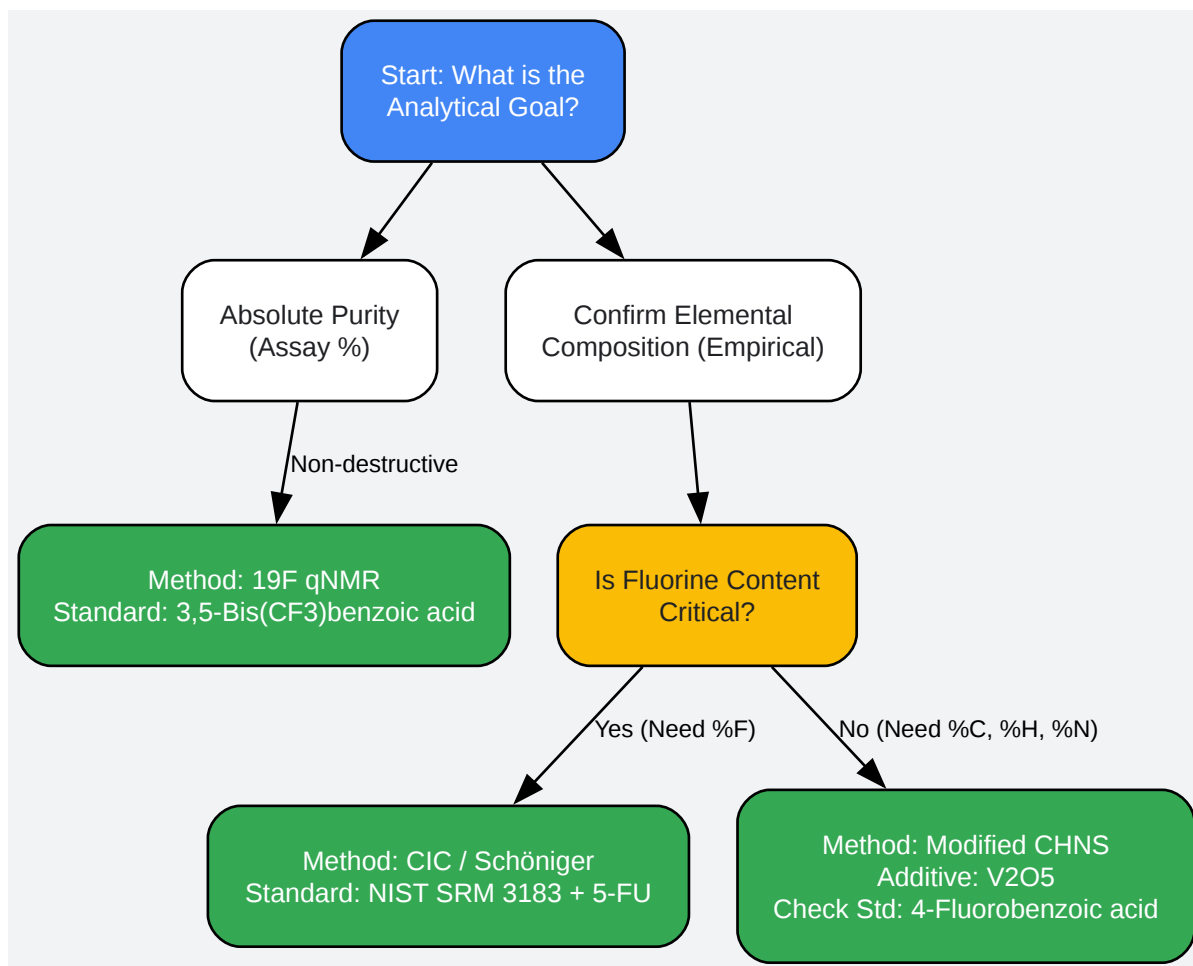 Start: What is the
Analytical Goal?
Absolute Purity
(Assay %)
Confirm Elemental
Composition (Empirical)
Non-destructive
Method: 19F qNMR
Standard: 3,5-Bis(CF3)benzoic acid
Is Fluorine Content
Critical?
Yes (Need %F)
No (Need %C, %H, %N)
Method: CIC / Schöniger
Standard: NIST SRM 3183 + 5-FU
Method: Modified CHNS
Additive: V2O5
Check Std: 4-Fluorobenzoic acid